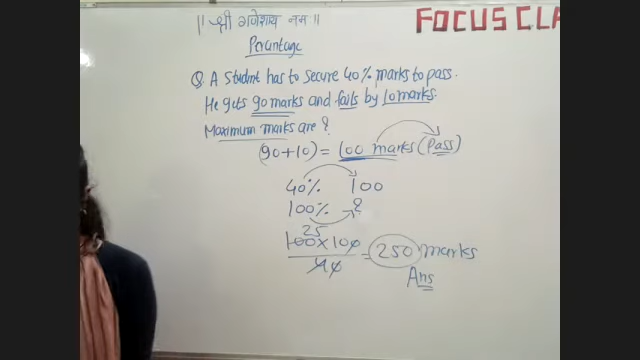 || श्री गणेशाय नम ||
FOCUS CLA
Percentage
Q. A student has to secure 40% marks to pass.
He gets 90 marks and fails by 10 marks.
Maximum marks are ?
(90+10) = 100 marks (Pass)
40% 100
100% ?
25
100 x 100
40
= 250 marks
Ans